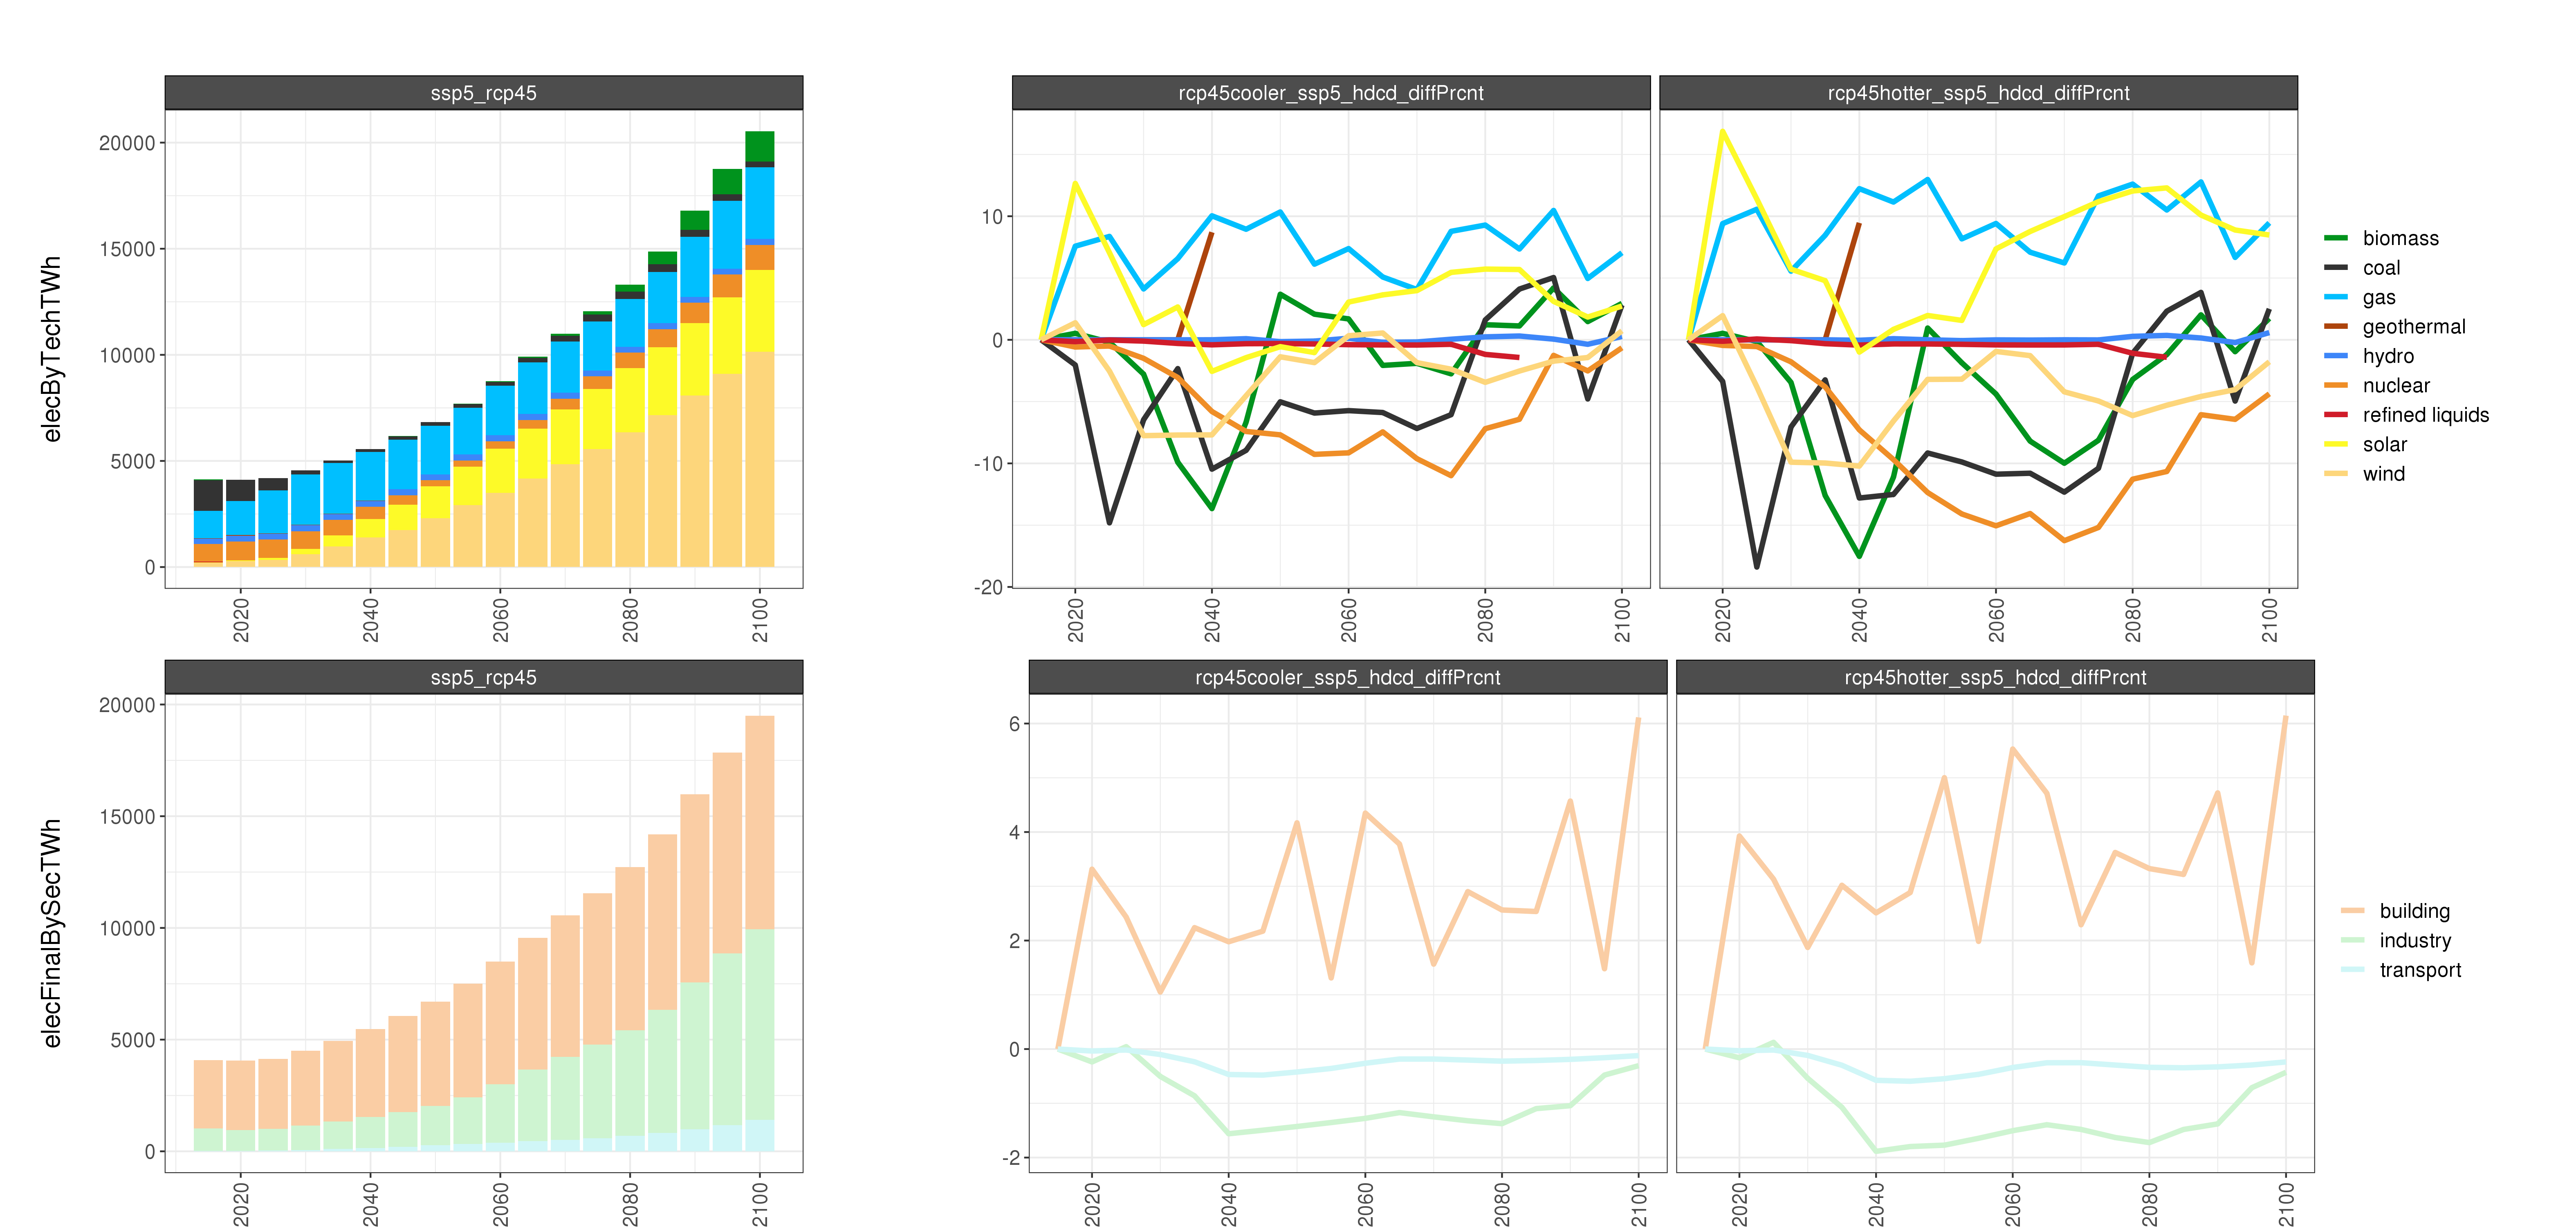 ssp5_rcp45
rcp45cooler_ssp5_hdcd_diffPrcnt
rcp45hotter_ssp5_hdcd_diffPrcnt
elecByTechTWh
20000
15000
10000
5000
0
10
0
-10
-20
2020
2040
2060
2080
2100
2020
2040
2060
2080
2100
2020
2040
2060
2080
2100
biomass
coal
gas
geothermal
hydro
nuclear
refined liquids
solar
wind
ssp5_rcp45
rcp45cooler_ssp5_hdcd_diffPrcnt
rcp45hotter_ssp5_hdcd_diffPrcnt
elecFinalBySecTWh
20000
15000
10000
5000
0
6
4
2
0
-2
2020
2040
2060
2080
2100
2020
2040
2060
2080
2100
2020
2040
2060
2080
2100
building
industry
transport